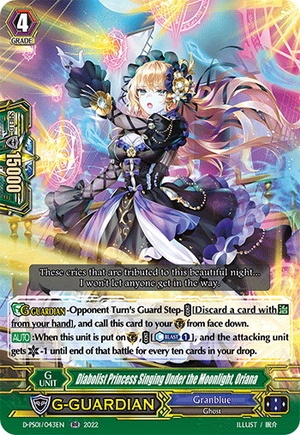 4
GRADE
15000
SHIELD
These cries that are tributed to this beautiful night...
I won't let anyone get in the way.
G GUARDIAN -Opponent Turn's Guard Step- [Discard a card with from your hand], and call this card to your face down.
AUTO :When this unit is put on , [ BLAST 1 ], and the attacking unit
gets -1 until end of that battle for every ten cards in your drop.
G
UNIT
Diabolist Princess Singing Under the Moonlight, Oriana
G-GUARDIAN
Granblue
Ghost
D-PS01/043EN RR 2022
ILLUST / 眠介